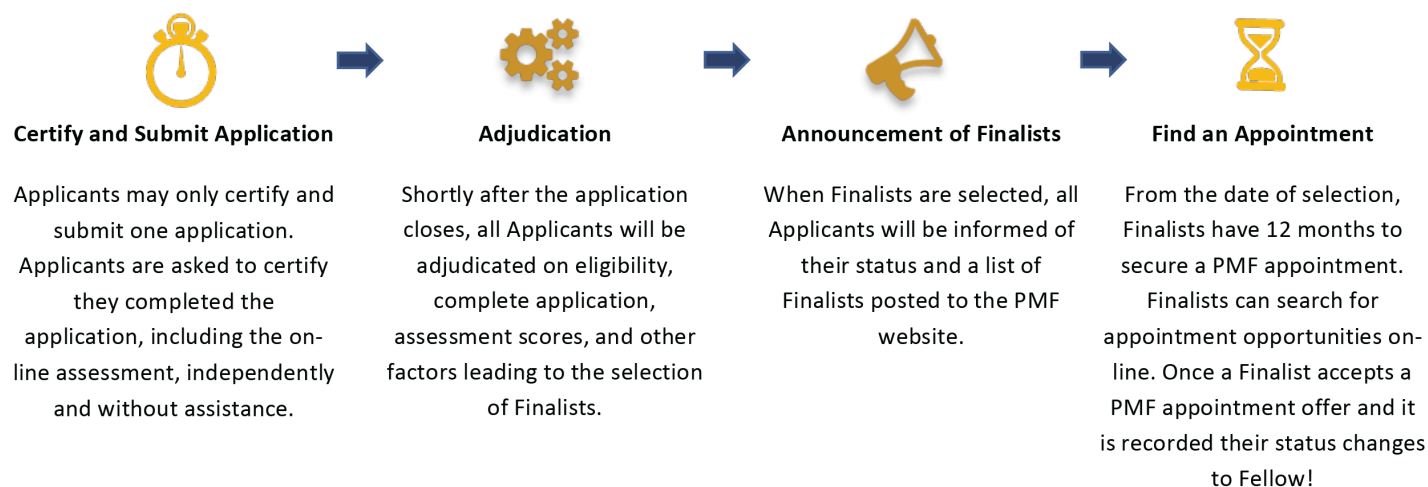 Certify and Submit Application
Applicants may only certify and
submit one application.
Applicants are asked to certify
they completed the
application, including the on-
line assessment, independently
and without assistance.
Adjudication
Shortly after the application
closes, all Applicants will be
adjudicated on eligibility,
complete application,
assessment scores, and other
factors leading to the selection
of Finalists.
Announcement of Finalists
When Finalists are selected, all
Applicants will be informed of
their status and a list of
Finalists posted to the PMF
website.
Find an Appointment
From the date of selection,
Finalists have 12 months to
secure a PMF appointment.
Finalists can search for
appointment opportunities on-
line. Once a Finalist accepts a
PMF appointment offer and it
is recorded their status changes
to Fellow!